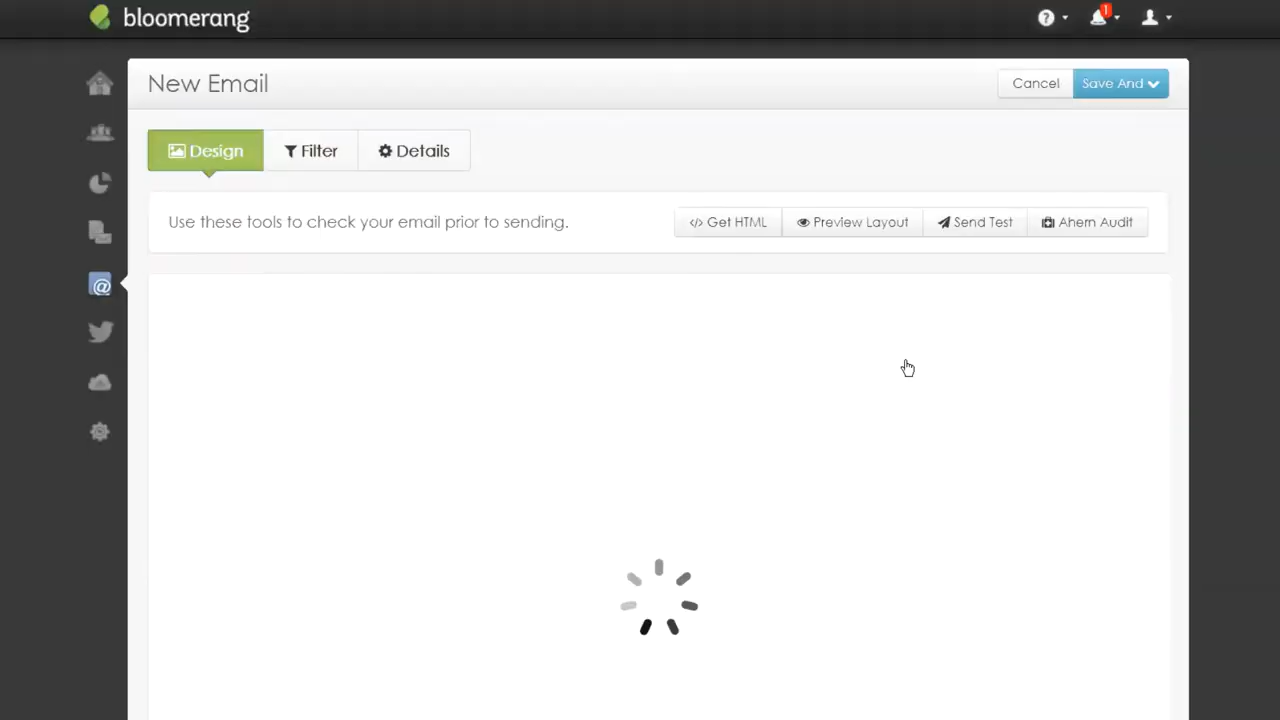 bloomerang
1
New Email
Cancel
Save And
Design
Filter
Details
Use these tools to check your email prior to sending.
Get HTML
Preview Layout
Send Test
Ahem Audit